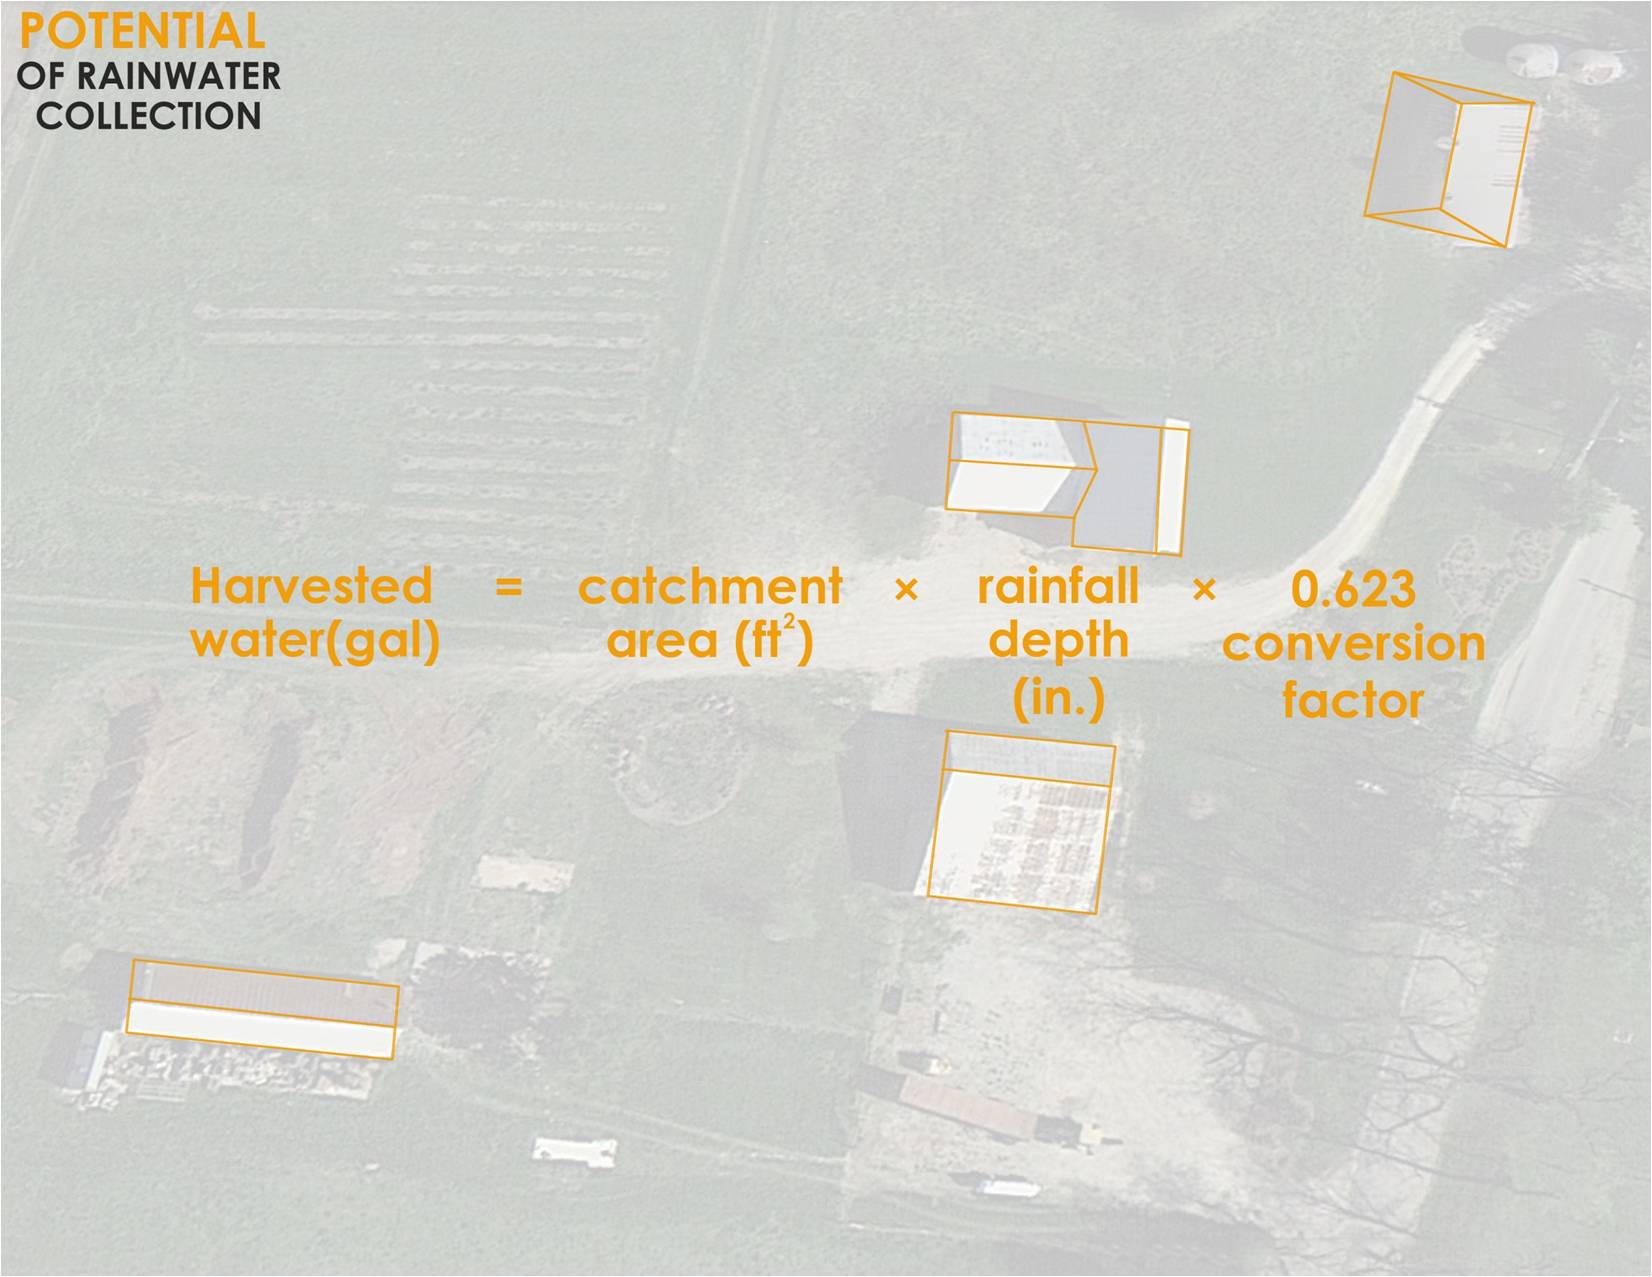 POTENTIAL
OF RAINWATER
COLLECTION
Harvested = catchment × rainfall × 0.623
water(gal) area (ft²) depth conversion
(in.) factor